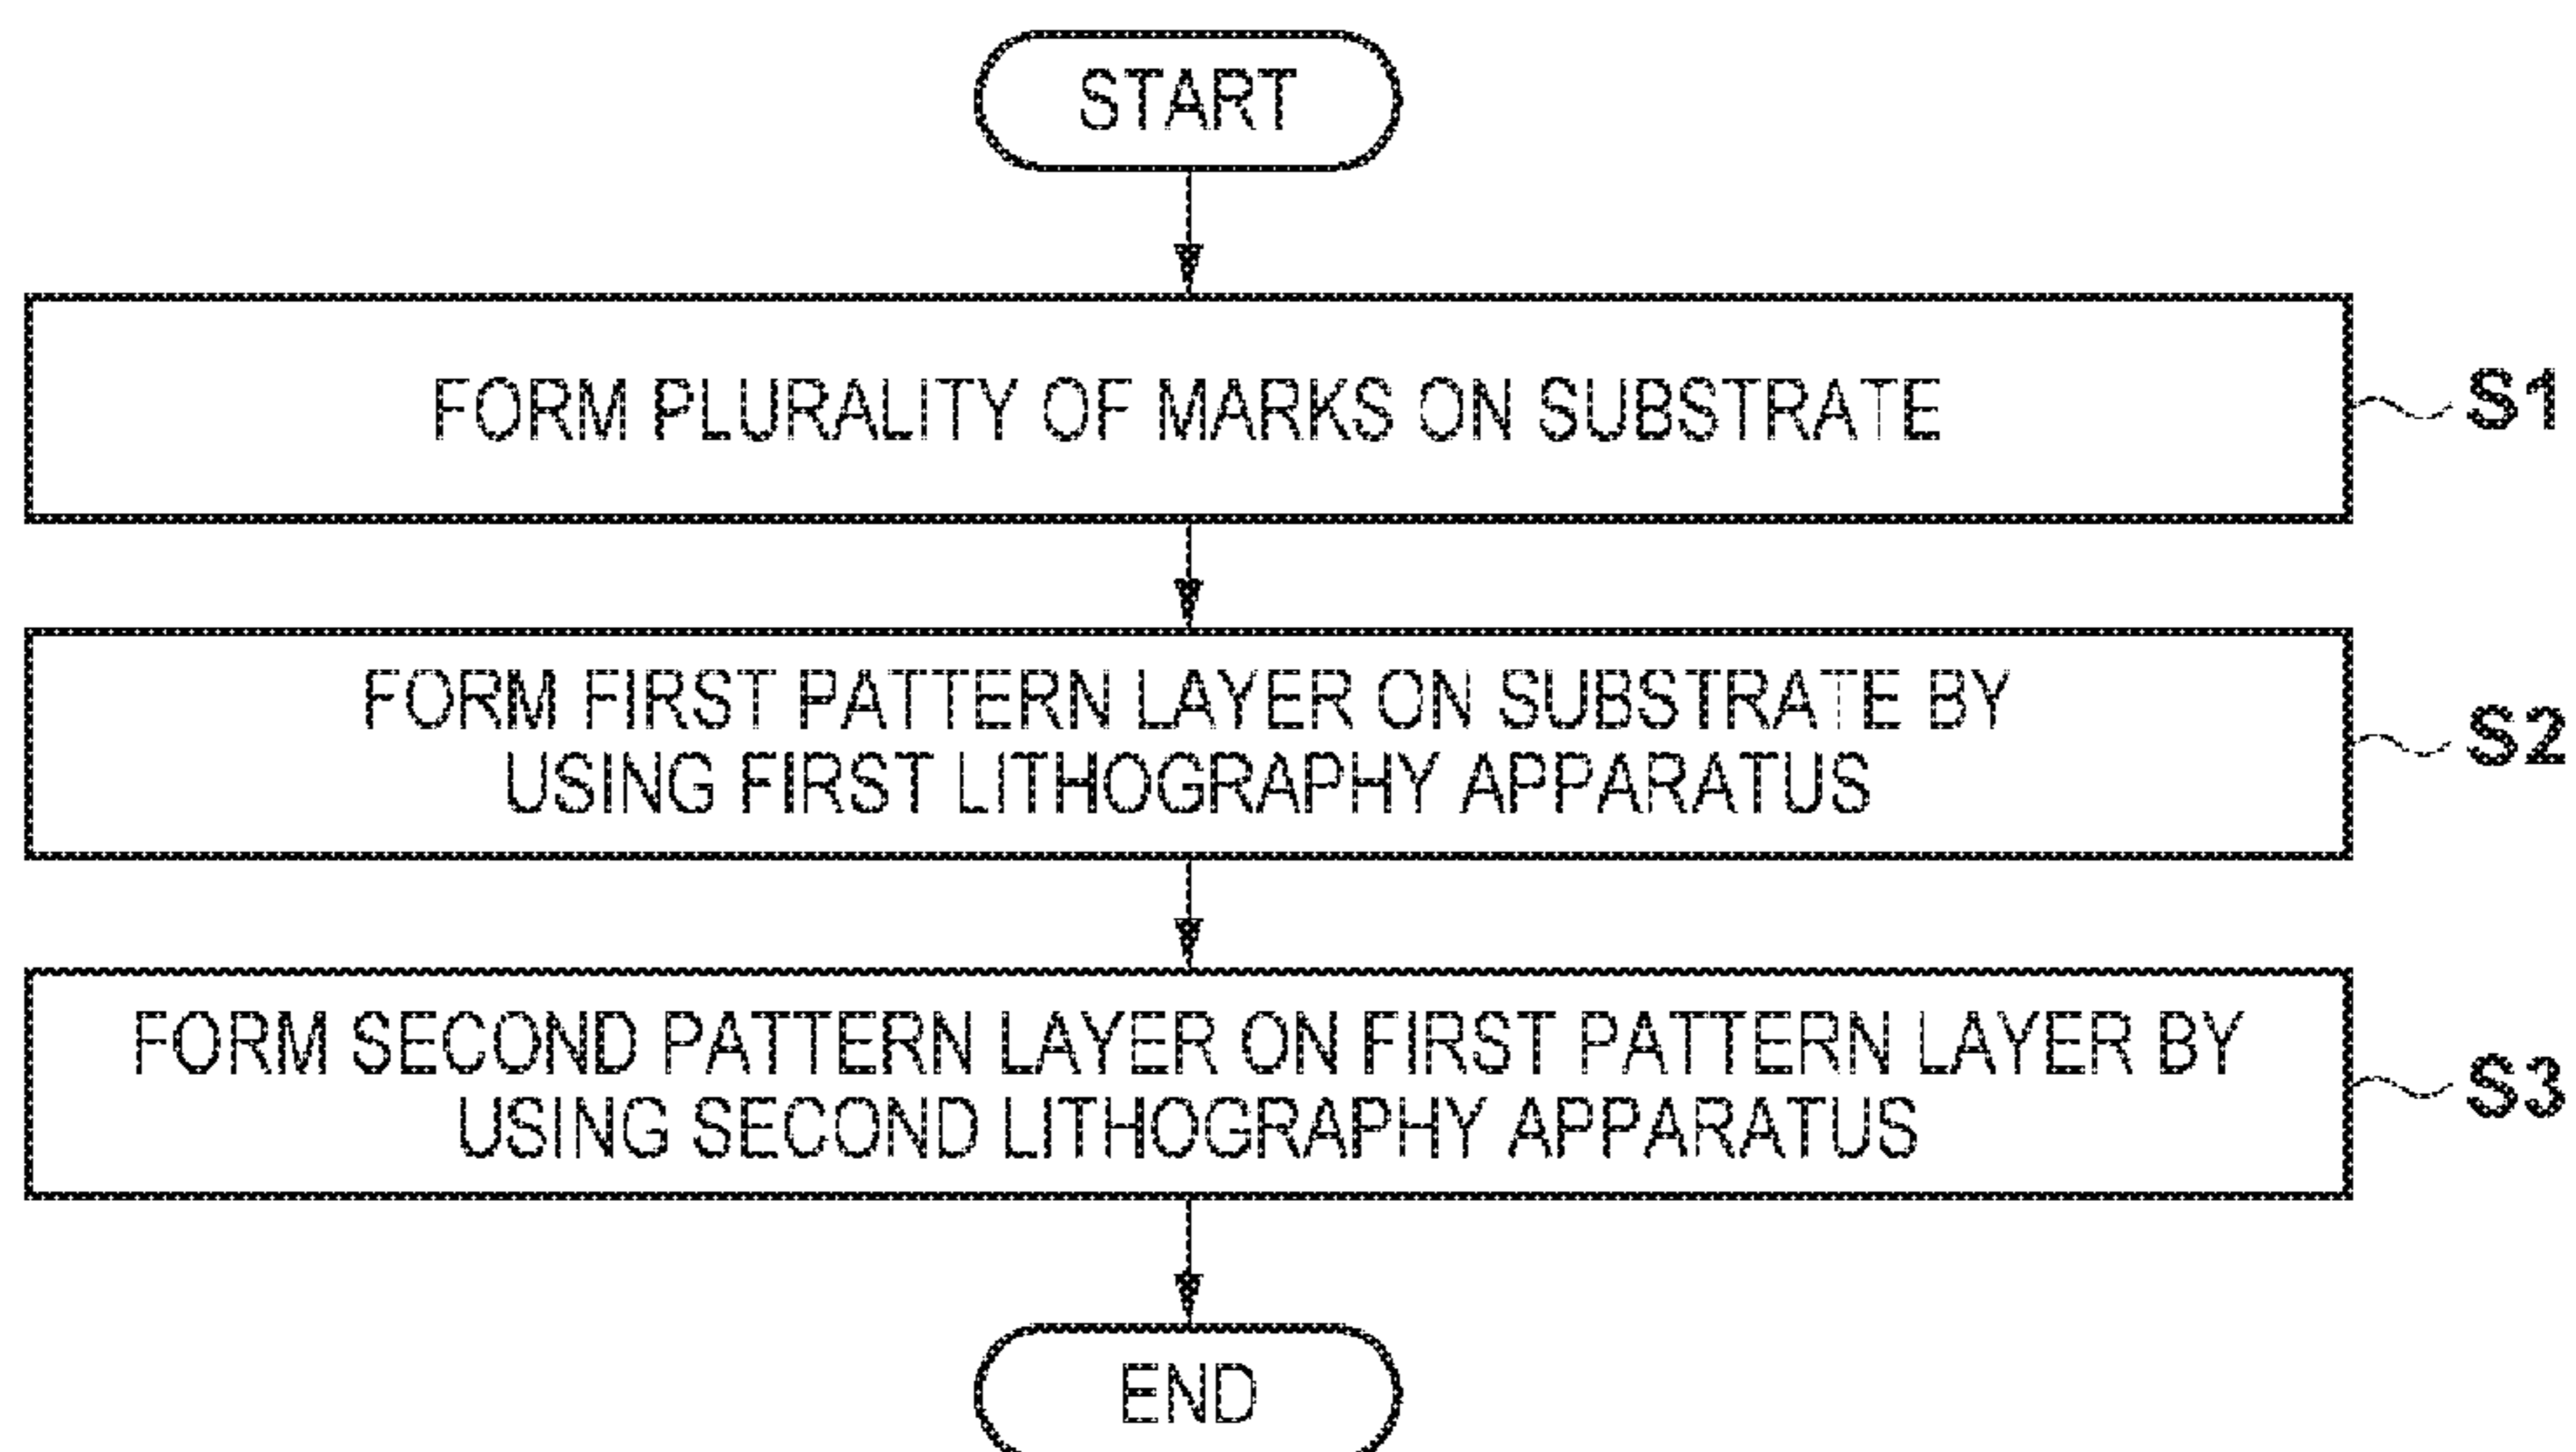 START
FORM PLURALITY OF MARKS ON SUBSTRATE
S1
FORM FIRST PATTERN LAYER ON SUBSTRATE BY
USING FIRST LITHOGRAPHY APPARATUS
S2
FORM SECOND PATTERN LAYER ON FIRST PATTERN LAYER BY
USING SECOND LITHOGRAPHY APPARATUS
S3
END